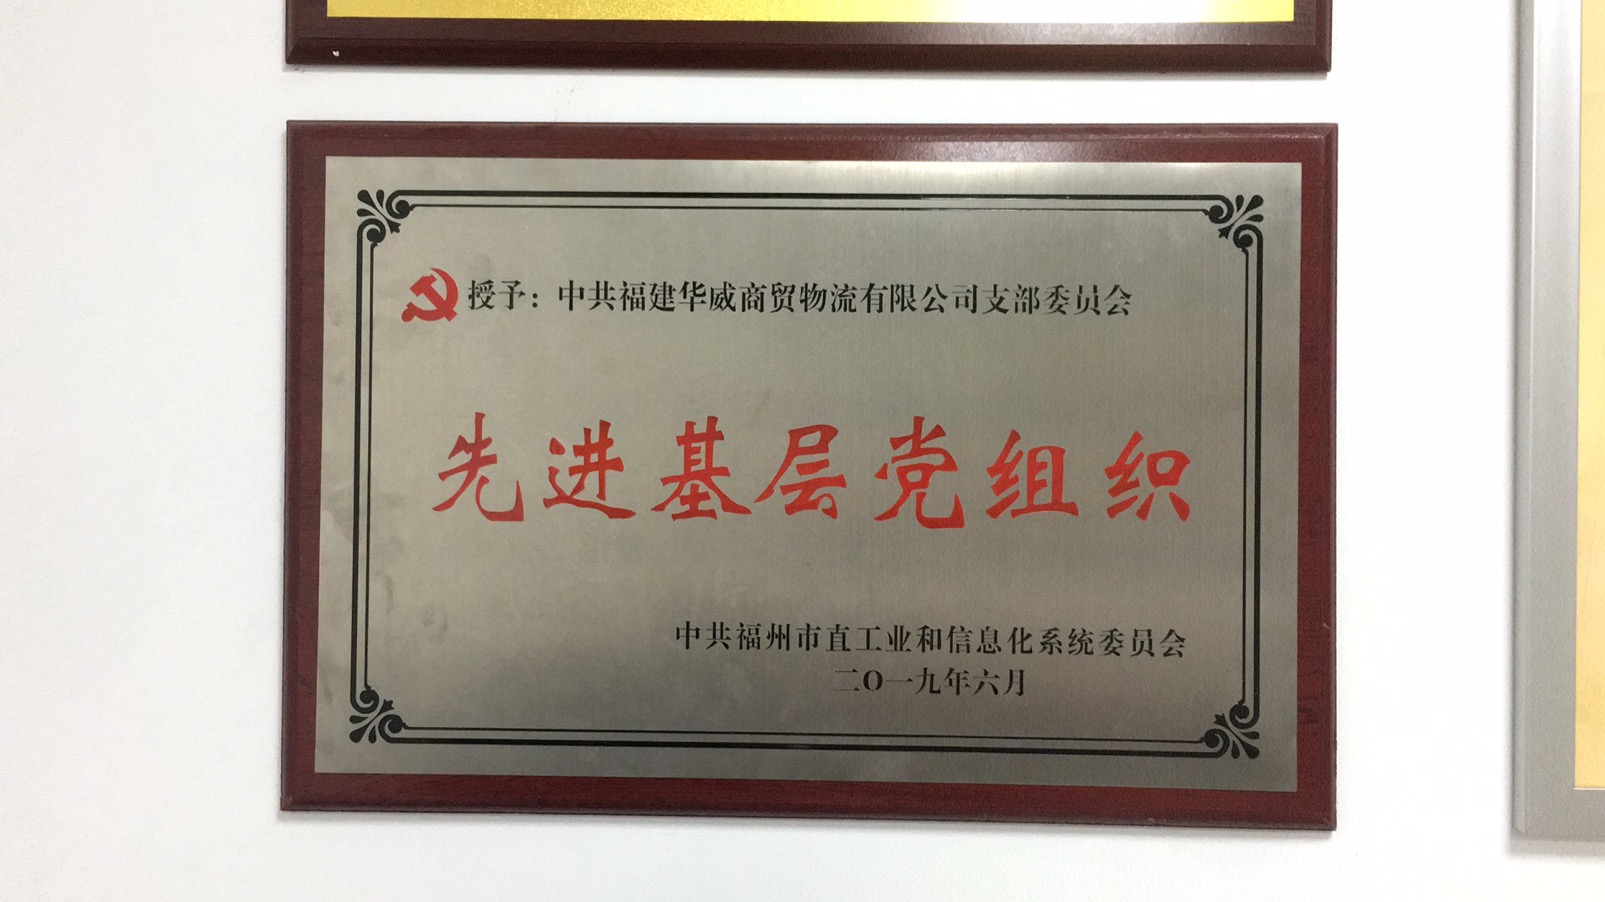 授予：中共福建华威商贸物流有限公司支部委员会
先进基层党组织
中共福州市直工业和信息化系统委员会
二O一九年六月